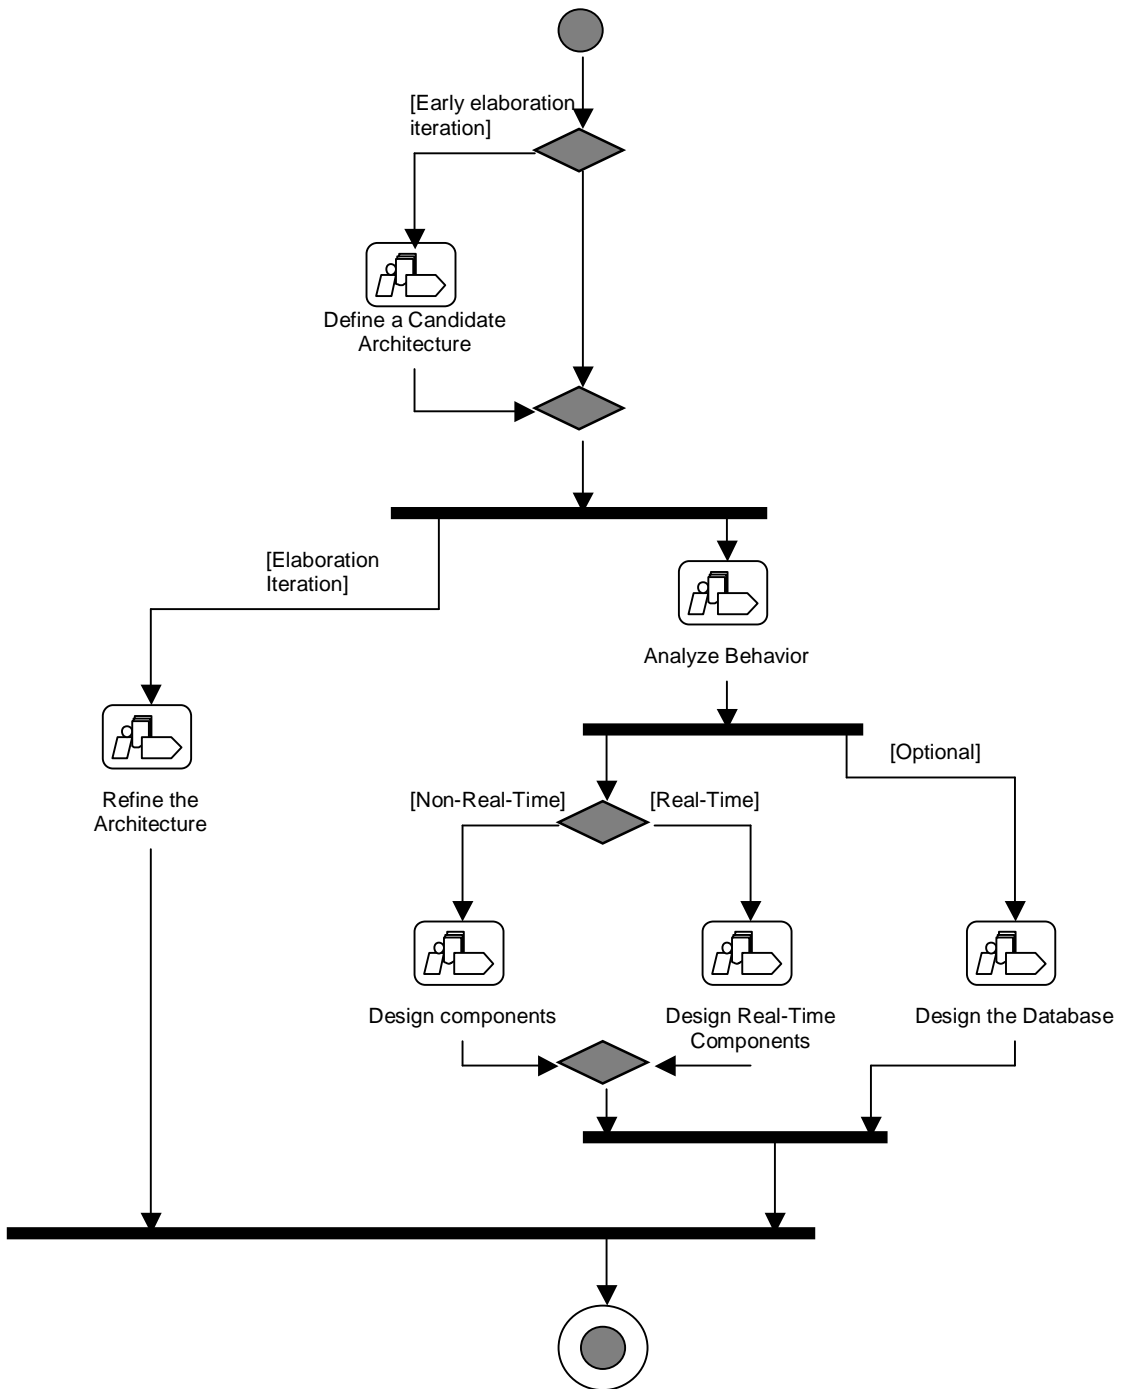 [Early elaboration
iteration]
Define a Candidate
Architecture
[Elaboration
Iteration]
Analyze Behavior
[Optional]
Refine the
Architecture
[Non-Real-Time]
[Real-Time]
Design components
Design Real-Time
Components
Design the Database